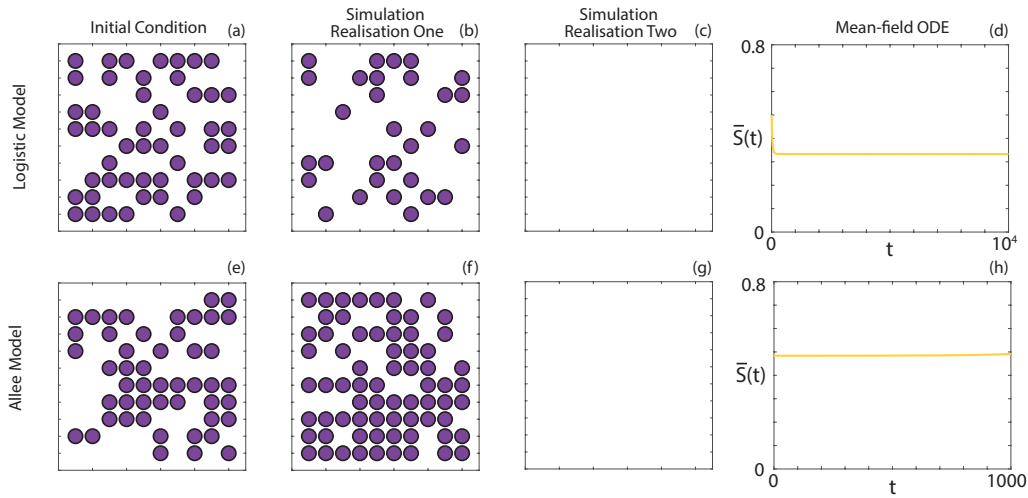 Initial Condition
(a)
Simulation
Realisation One
(b)
Simulation
Realisation Two
(c)
Mean-field ODE
(d)
Logistic Model
0.8
S̄(t)
0
0
t
10⁴
(e)
(f)
(g)
(h)
Allee Model
0.8
S̄(t)
0
0
t
1000